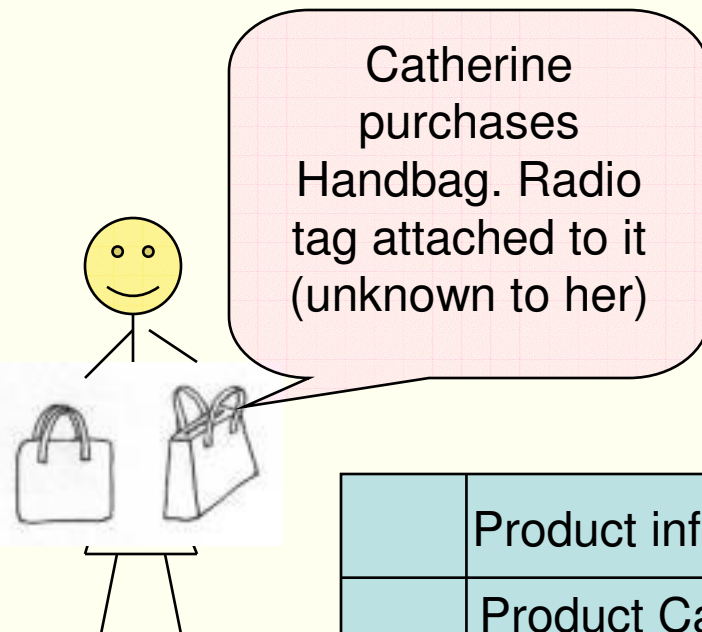 Catherine
purchases
Handbag. Radio
tag attached to it
(unknown to her)
Product inf
Product Ca